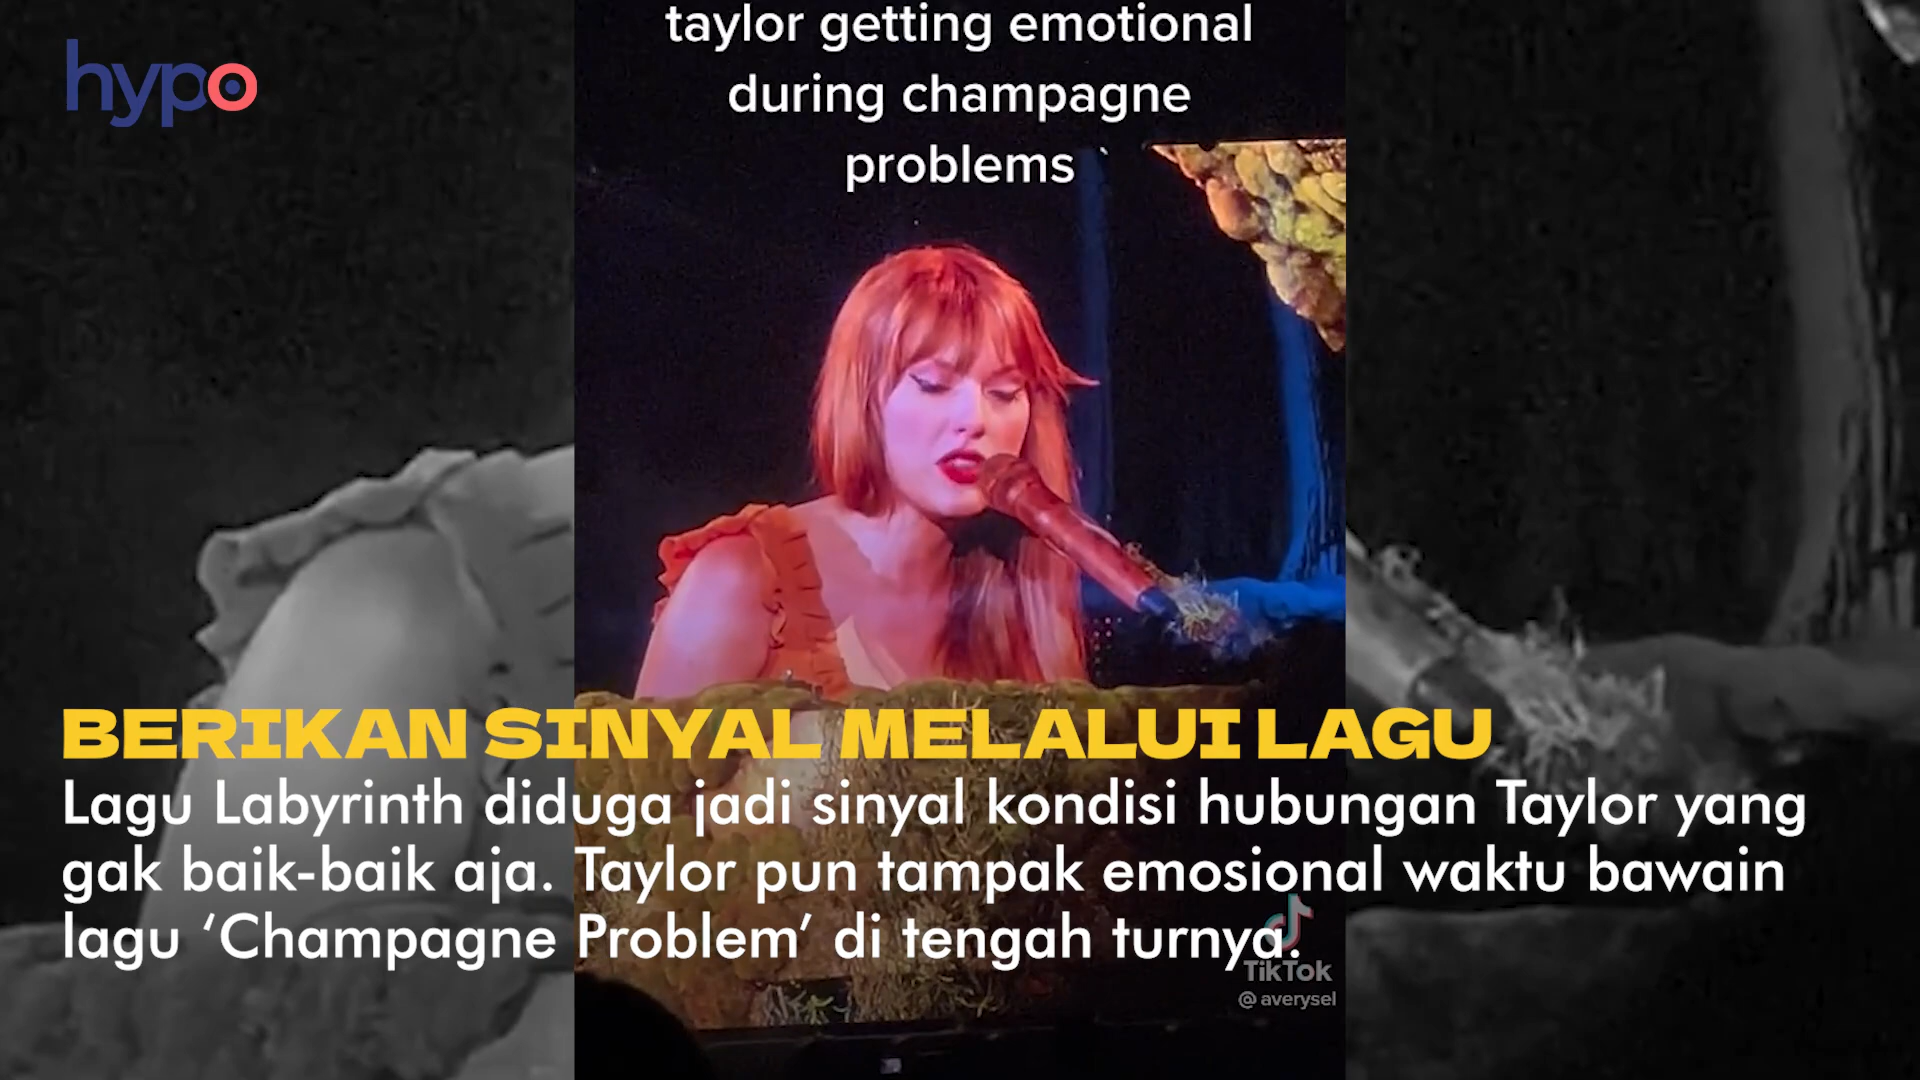 taylor getting emotional
during champagne
problems
hypo
BERIKAN SINYAL MELALUI LAGU
Lagu Labyrinth diduga jadi sinyal kondisi hubungan Taylor yang
gak baik-baik aja. Taylor pun tampak emosional waktu bawain
lagu ‘Champagne Problem’ di tengah turnya.
TikTok
@averysel